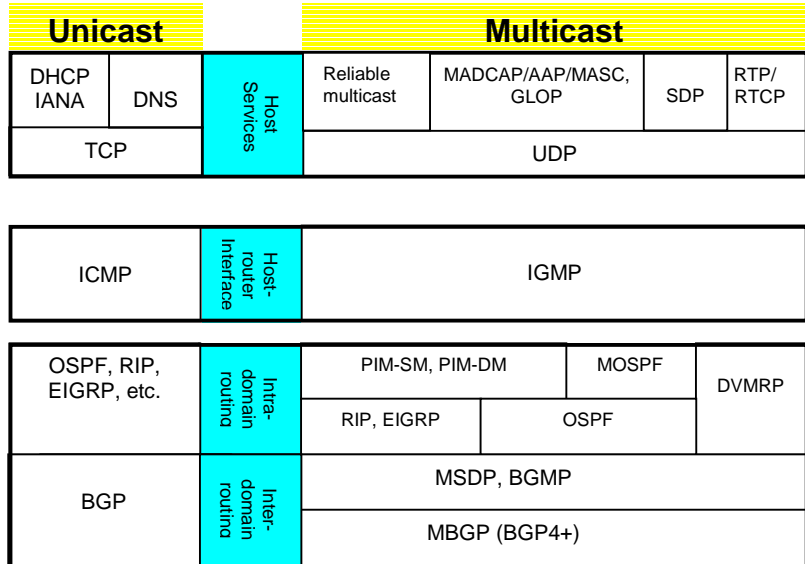 Unicast
Multicast
DHCP
IANA
DNS
Host
Services
Reliable
multicast
MADCAP/AAP/MASC,
GLOP
SDP
RTP/
RTCP
TCP
UDP
ICMP
Host-
router
Interface
IGMP
OSPF, RIP,
EIGRP, etc.
Intra-
domain
routing
PIM-SM, PIM-DM
MOSPF
DVMRP
RIP, EIGRP
OSPF
BGP
Inter-
domain
routing
MSDP, BGMP
MBGP (BGP4+)